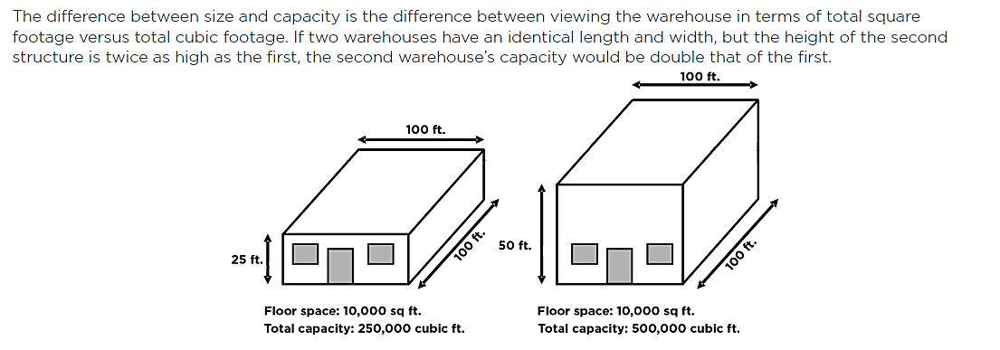 The difference between size and capacity is the difference between viewing the warehouse in terms of total square
footage versus total cubic footage. If two warehouses have an identical length and width, but the height of the second
structure is twice as high as the first, the second warehouse's capacity would be double that of the first.
100 ft.
100 ft.
25 ft.
100 ft.
50 ft.
100 ft.
Floor space: 10,000 sq ft.
Total capacity: 250,000 cubic ft.
Floor space: 10,000 sq ft.
Total capacity: 500,000 cubic ft.